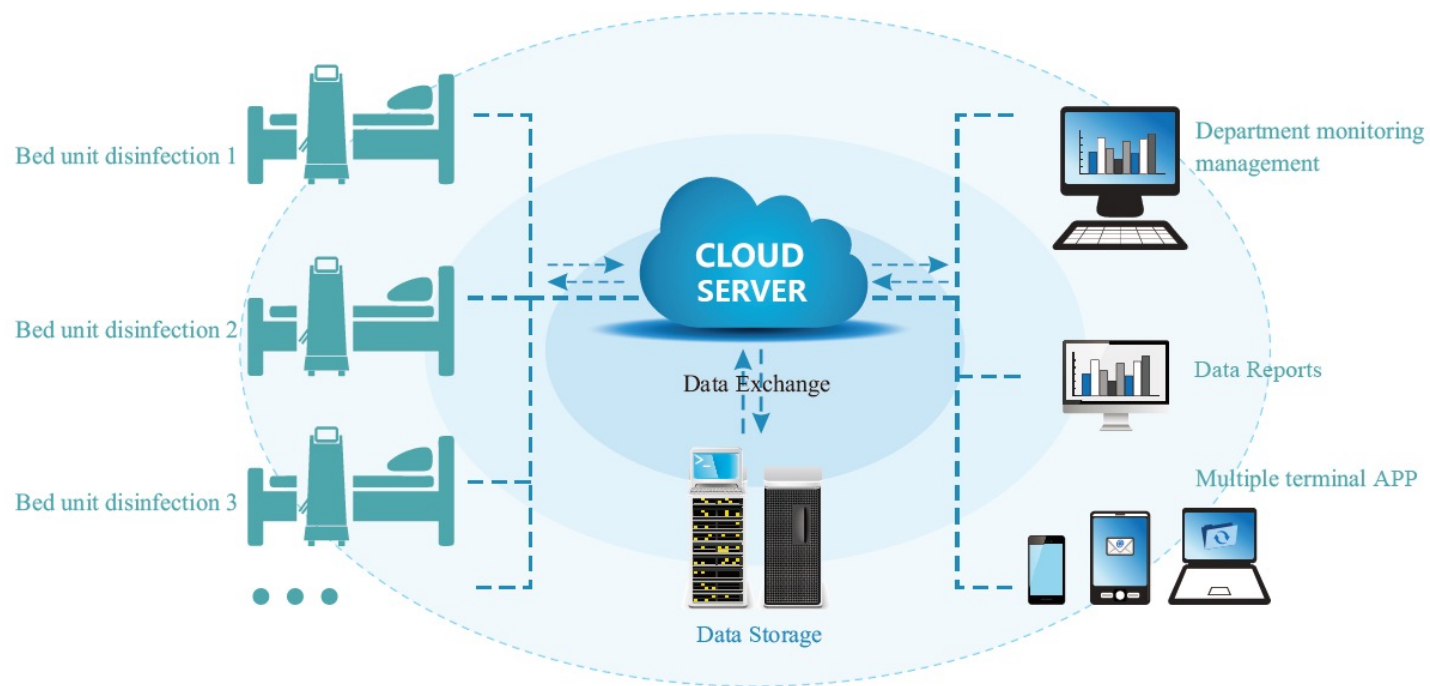 Bed unit disinfection 1
Bed unit disinfection 2
Bed unit disinfection 3
CLOUD
SERVER
Data Exchange
Data Storage
Department monitoring
management
Data Reports
Multiple terminal APP